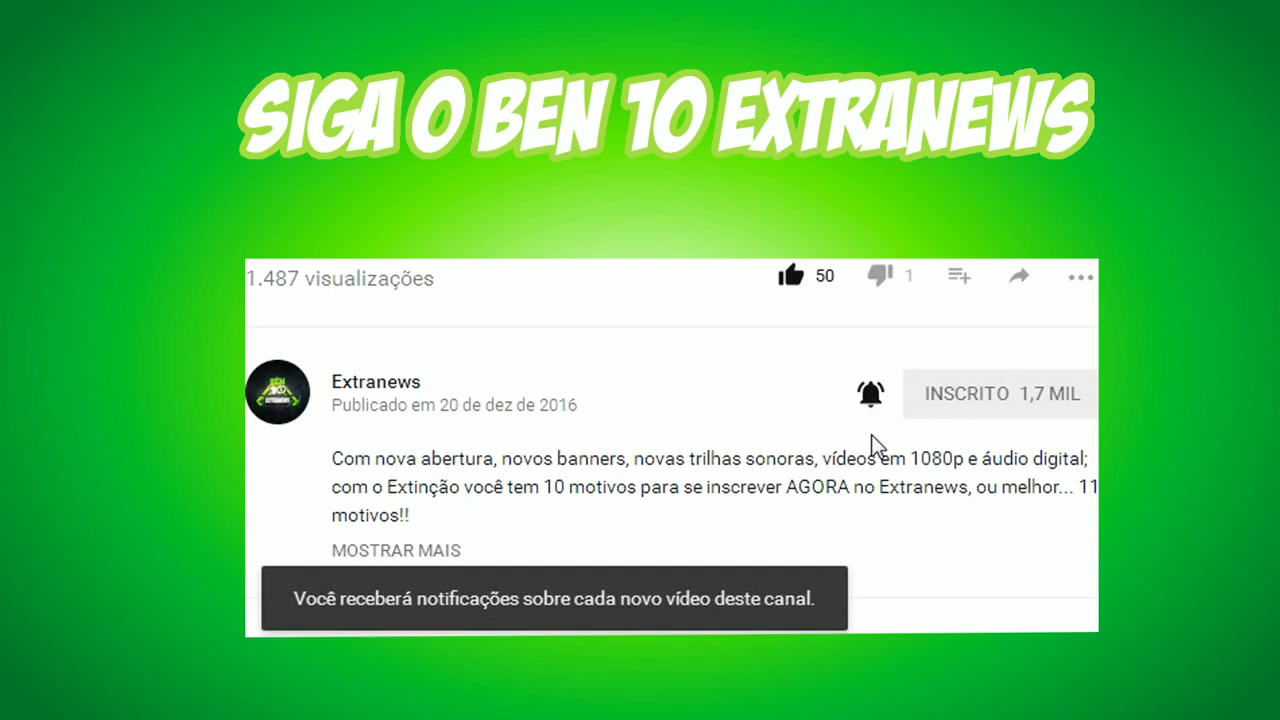 SIGA O BEN 10 EXTRANEWS
1.487 visualizações 50 1
Extranews
Publicado em 20 de dez de 2016
INSCRITO 1,7 MIL
Com nova abertura, novos banners, novas trilhas sonoras, vídeos em 1080p e áudio digital;
com o Extinção você tem 10 motivos para se inscrever AGORA no Extranews, ou melhor... 11
motivos!!
MOSTRAR MAIS
Você receberá notificações sobre cada novo vídeo deste canal.